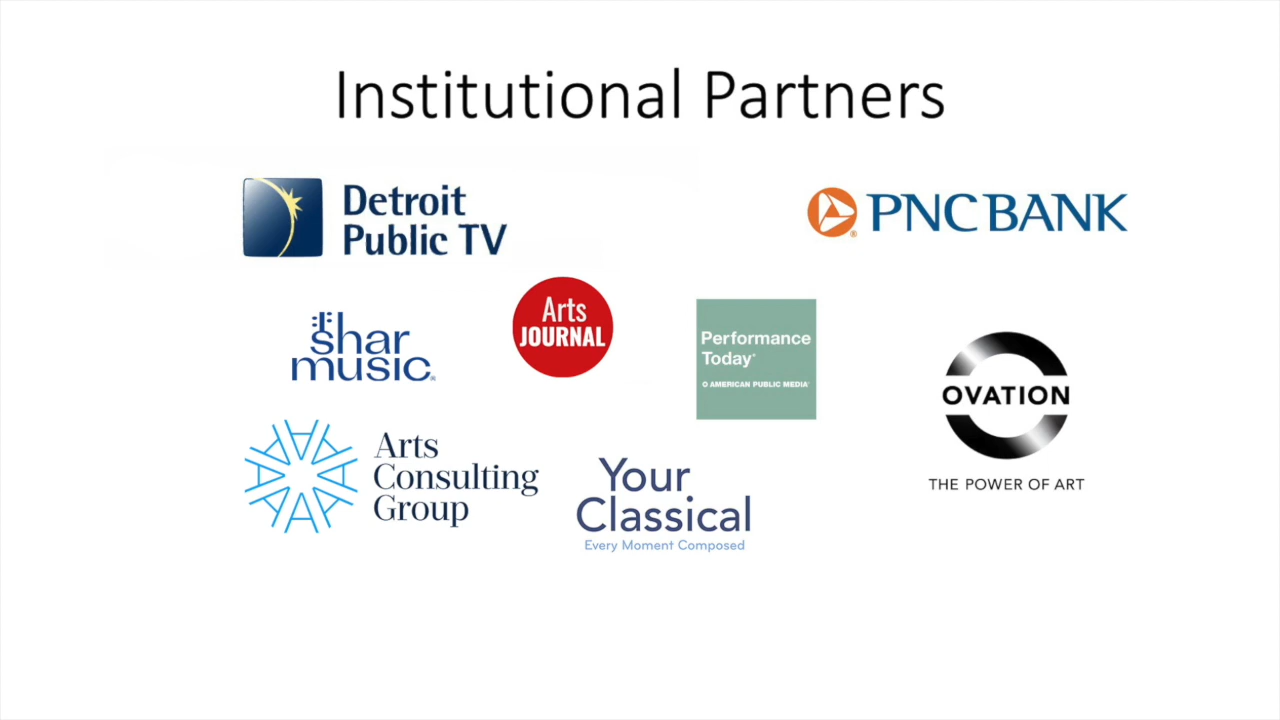 Institutional Partners
Detroit
Public TV
PNC BANK
Arts
JOURNAL
shar
music
Performance
Today
AMERICAN PUBLIC MEDIA
OVATION
THE POWER OF ART
Arts
Consulting
Group
Your
Classical
Every Moment Composed